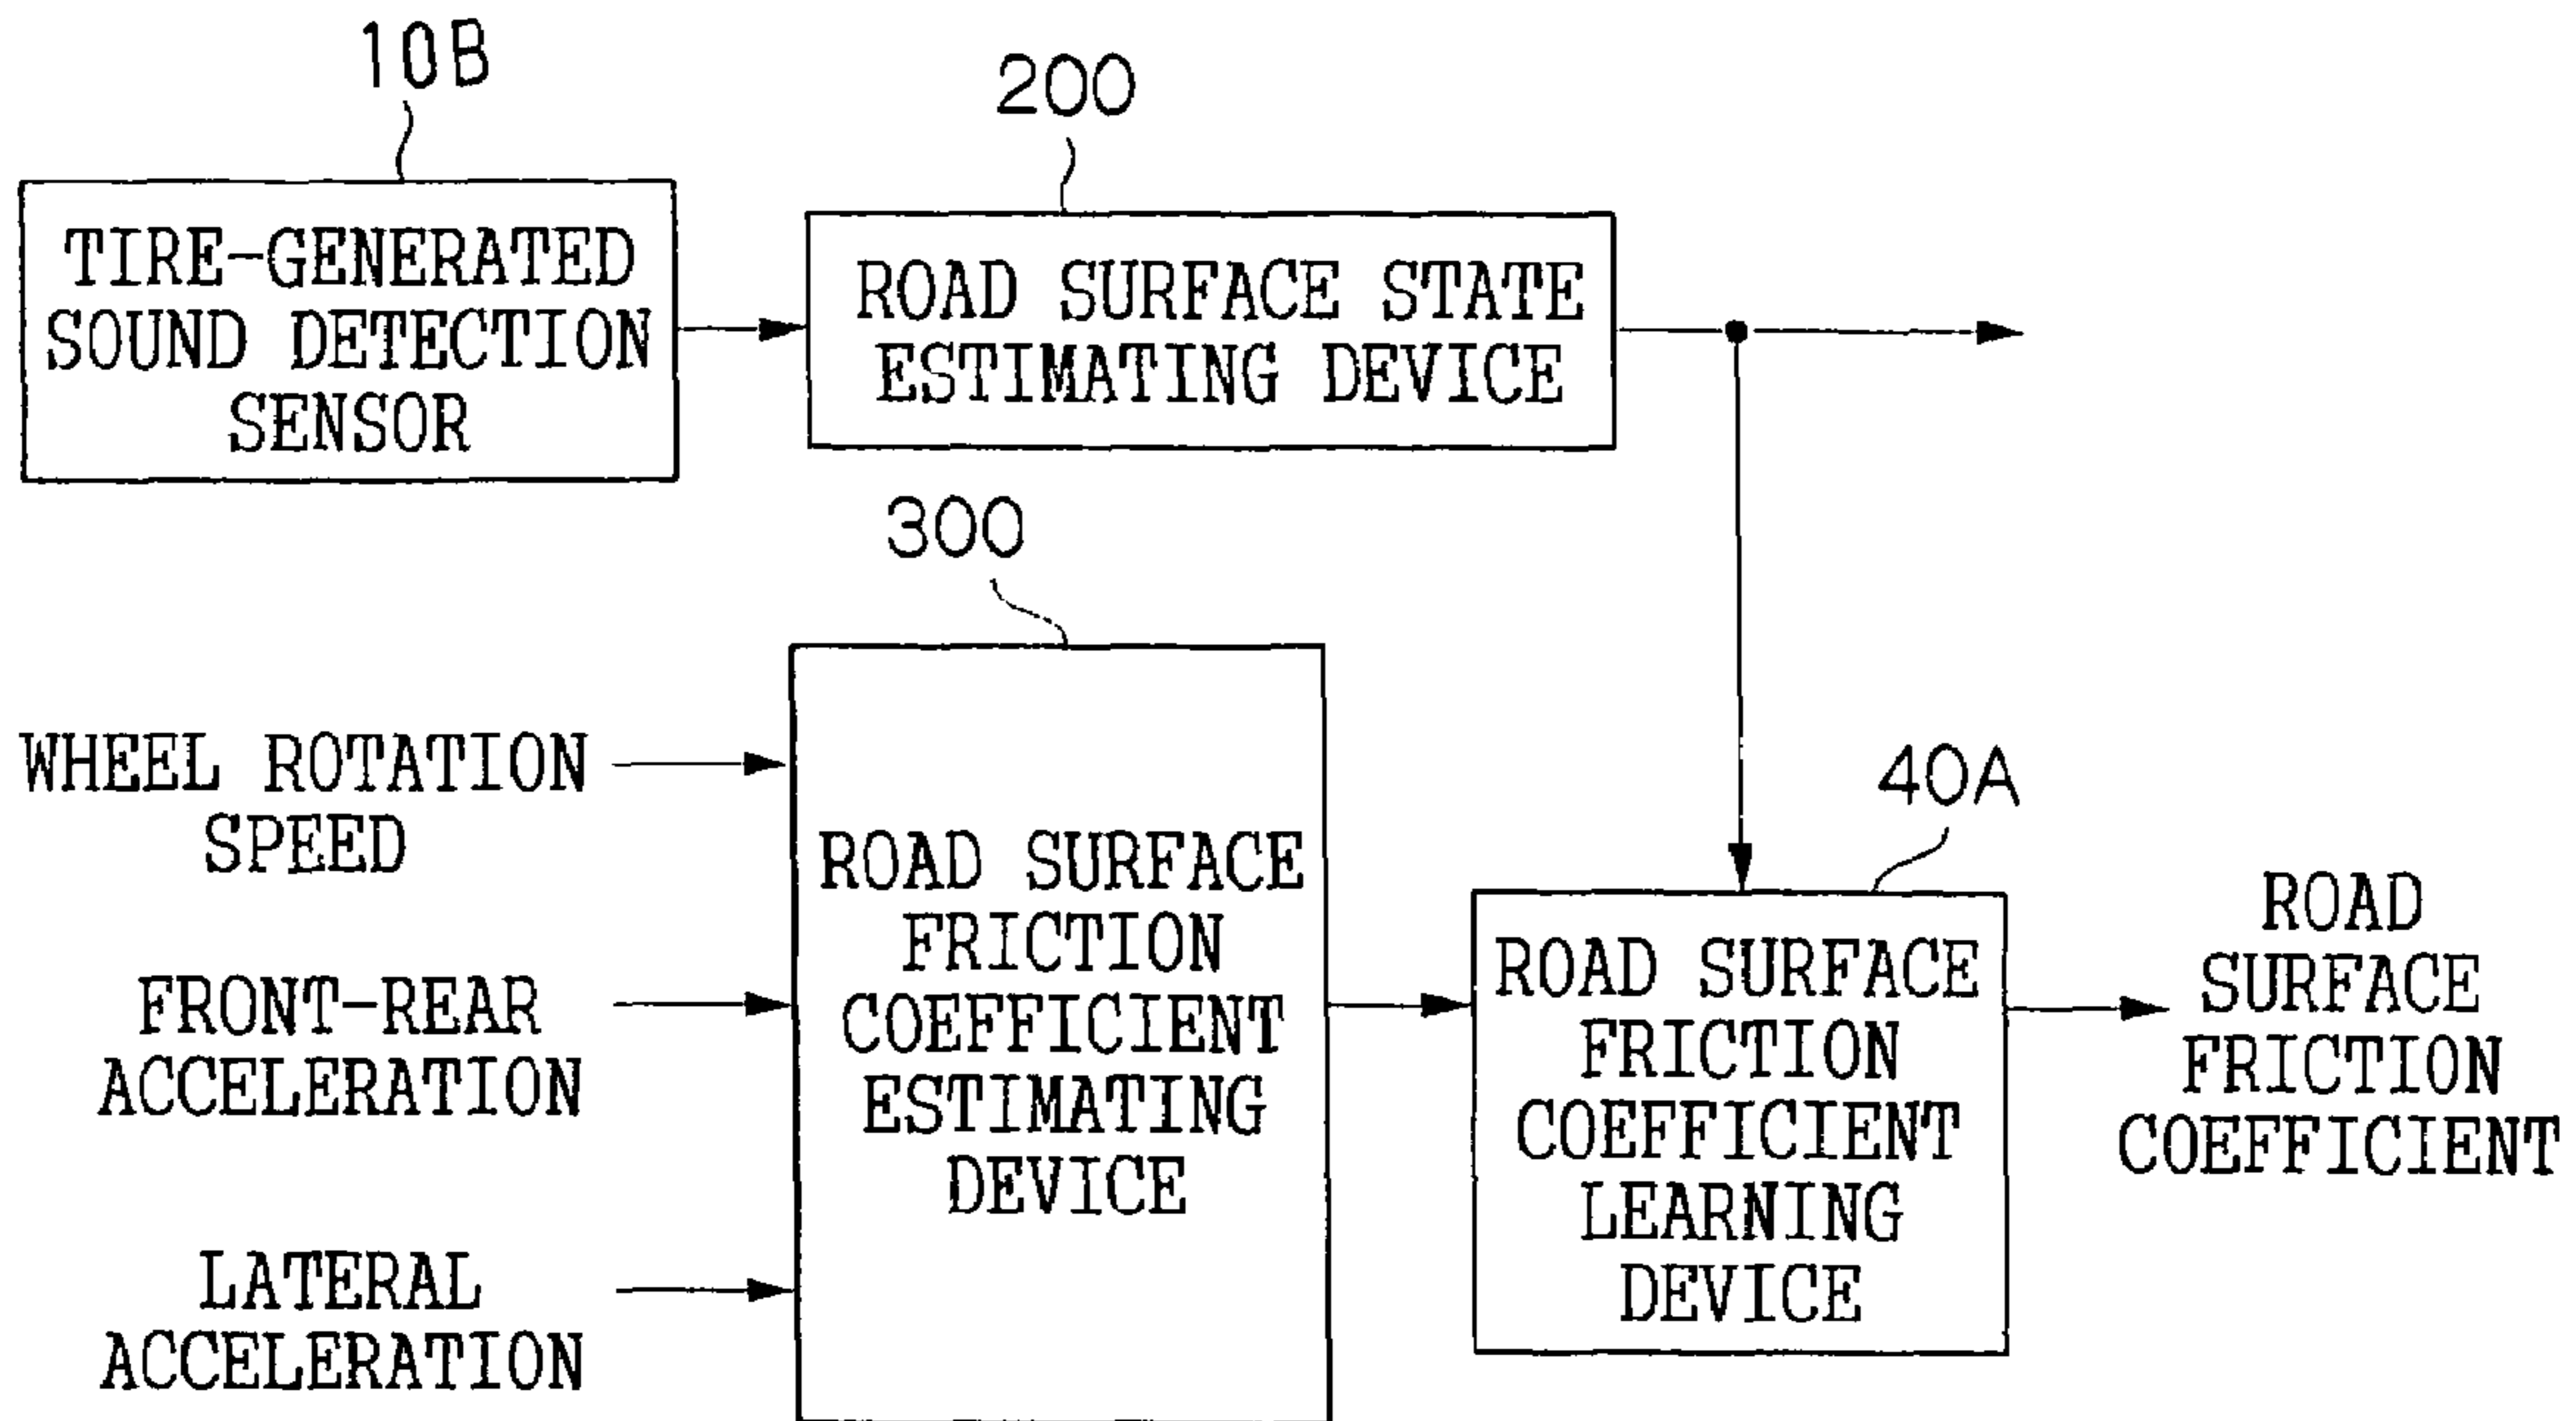 10B
TIRE-GENERATED
SOUND DETECTION
SENSOR
200
ROAD SURFACE STATE
ESTIMATING DEVICE
300
WHEEL ROTATION
SPEED
FRONT-REAR
ACCELERATION
LATERAL
ACCELERATION
ROAD SURFACE
FRICTION
COEFFICIENT
ESTIMATING
DEVICE
40A
ROAD SURFACE
FRICTION
COEFFICIENT
LEARNING
DEVICE
ROAD
SURFACE
FRICTION
COEFFICIENT